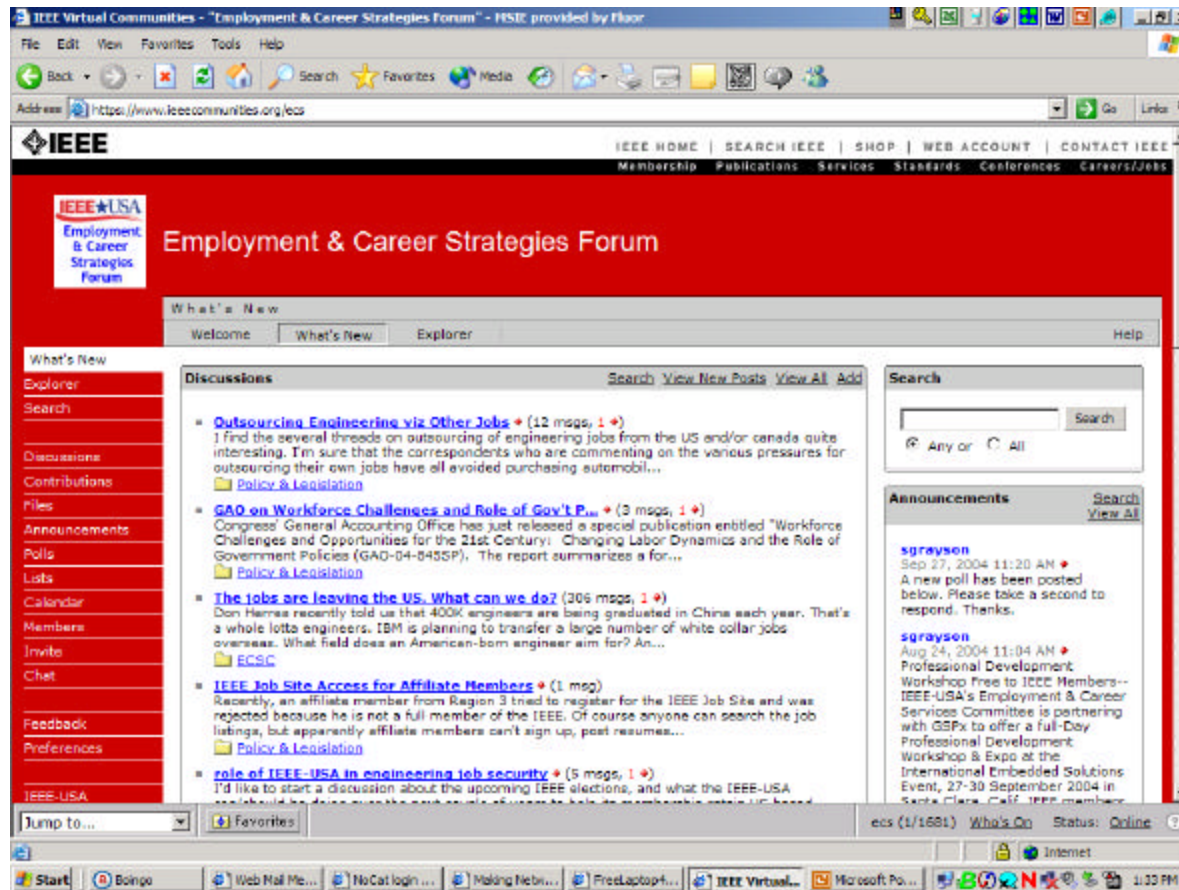 IEEE Virtual Communities - "Employment & Career Strategies Forum" - MSIE provided by Fluor
File Edit View Favorites Tools Help
Back Search Favorites Media
Address https://www.ieeecommunities.org/ecs Go Links
IEEE
IEEE HOME | SEARCH IEEE | SHOP | WEB ACCOUNT | CONTACT IEEE
Membership Publications Services Standards Conferences Careers/Jobs
IEEE USA
Employment
& Career
Strategies
Forum
Employment & Career Strategies Forum
What's New
Welcome What's New Explorer Help
What's New
Explorer
Search
Discussions
Contributions
Files
Announcements
Polls
Lists
Calendar
Members
Invite
Chat
Feedback
Preferences
IEEE-USA
Discussions Search View New Posts View All Add
Outsourcing Engineering viz Other Jobs (12 msgs, 1)
I find the several threads on outsourcing of engineering jobs from the US and/or canada quite
interesting. I'm sure that the correspondents who are commenting on the various pressures for
outsourcing their own jobs have all avoided purchasing automobil...
Policy & Legislation
GAO on Workforce Challenges and Role of Gov't P... (3 msgs, 1)
Congress' General Accounting Office has just released a special publication entitled "Workforce
Challenges and Opportunities for the 21st Century: Changing Labor Dynamics and the Role of
Government Policies (GAO-04-845SP). The report summarizes a for...
Policy & Legislation
The jobs are leaving the US. What can we do? (306 msgs, 1)
Don Herres recently told us that 400K engineers are being graduated in China each year. That's
a whole lotta engineers. IBM is planning to transfer a large number of white collar jobs
overseas. What field does an American-born engineer aim for? An...
ECSC
IEEE Job Site Access for Affiliate Members (1 msg)
Recently, an affiliate member from Region 3 tried to register for the IEEE Job Site and was
rejected because he is not a full member of the IEEE. Of course anyone can search the job
listings, but apparently affiliate members can't sign up, post resumes...
Policy & Legislation
role of IEEE-USA in engineering job security (5 msgs, 1)
I'd like to start a discussion about the upcoming IEEE elections, and what the IEEE-USA
Search
Search
Any or All
Announcements Search
View All
sgrayson
Sep 27, 2004 11:20 AM
A new poll has been posted
below. Please take a second to
respond. Thanks.
sgrayson
Aug 24, 2004 11:04 AM
Professional Development
Workshop Free to IEEE Members--
IEEE-USA's Employment & Career
Services Committee is partnering
with GSPx to offer a full-Day
Professional Development
Workshop & Expo at the
International Embedded Solutions
Event, 27-30 September 2004 in
Santa Clara, Calif. IEEE members
Jump to... Favorites ecs (1/1681) Who's On Status: Online
Internet
Start Boingo Web Mail Me... NoCat login ... Making Netw... FreeLaptop4... IEEE Virtual... Microsoft Po... 1:33 PM